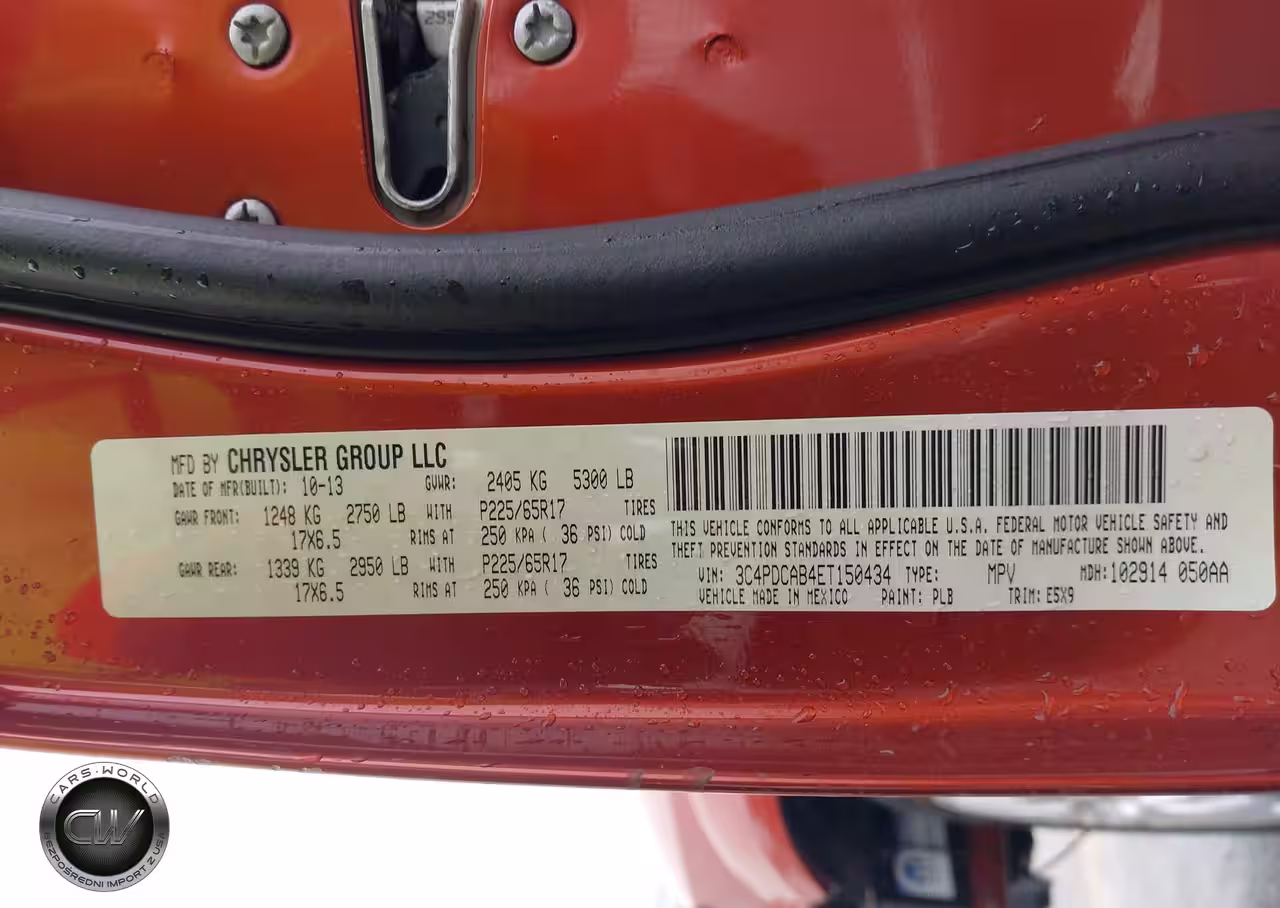 295
MFD BY CHRYSLER GROUP LLC
DATE OF MFR(BUILT): 10-13 GVWR: 2405 KG 5300 LB
GAWR FRONT: 1248 KG 2750 LB WITH P225/65R17 TIRES
17X6.5 RIMS AT 250 KPA ( 36 PSI) COLD
GAWR REAR: 1339 KG 2950 LB WITH P225/65R17 TIRES
17X6.5 RIMS AT 250 KPA ( 36 PSI) COLD
THIS VEHICLE CONFORMS TO ALL APPLICABLE U.S.A. FEDERAL MOTOR VEHICLE SAFETY AND
THEFT PREVENTION STANDARDS IN EFFECT ON THE DATE OF MANUFACTURE SHOWN ABOVE.
VIN: 3C4PDCAB4ET150434 TYPE: MPV MDH:102914 050AA
VEHICLE MADE IN MEXICO PAINT: PLB TRIM: E5X9
CARS·WORLD
CW
BEZPOŚREDNI IMPORT Z USA